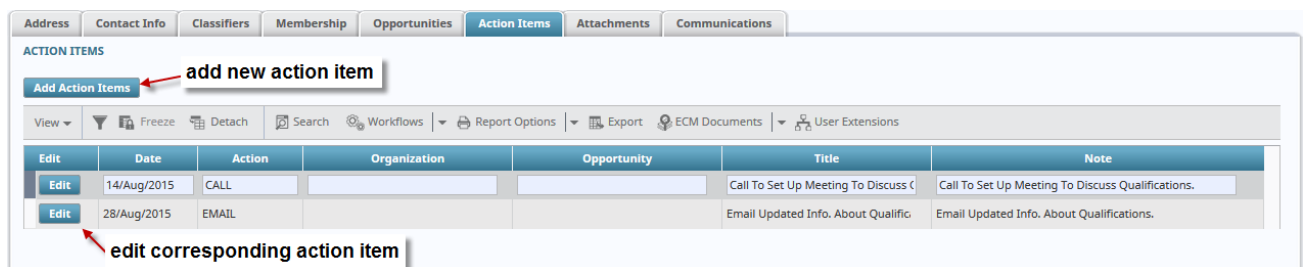 Address Contact Info Classifiers Membership Opportunities Action Items Attachments Communications
ACTION ITEMS
add new action item
Add Action Items
View Freeze Detach Search Workflows Report Options Export ECM Documents User Extensions
Edit Date Action Organization Opportunity Title Note
Edit 14/Aug/2015 CALL Call To Set Up Meeting To Discuss Call To Set Up Meeting To Discuss Qualifications.
Edit 28/Aug/2015 EMAIL Email Updated Info. About Qualific Email Updated Info. About Qualifications.
edit corresponding action item